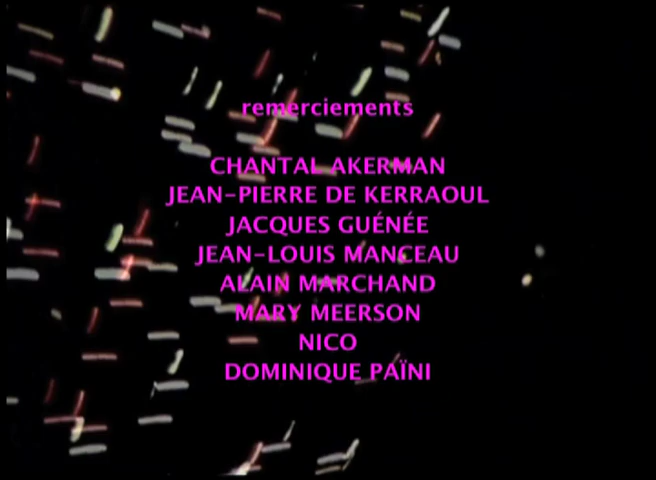 remerciements
CHANTAL AKERMAN
JEAN-PIERRE DE KERRAOUL
JACQUES GUÉNÉE
JEAN-LOUIS MANCEAU
ALAIN MARCHAND
MARY MEERSON
NICO
DOMINIQUE PAÏNI